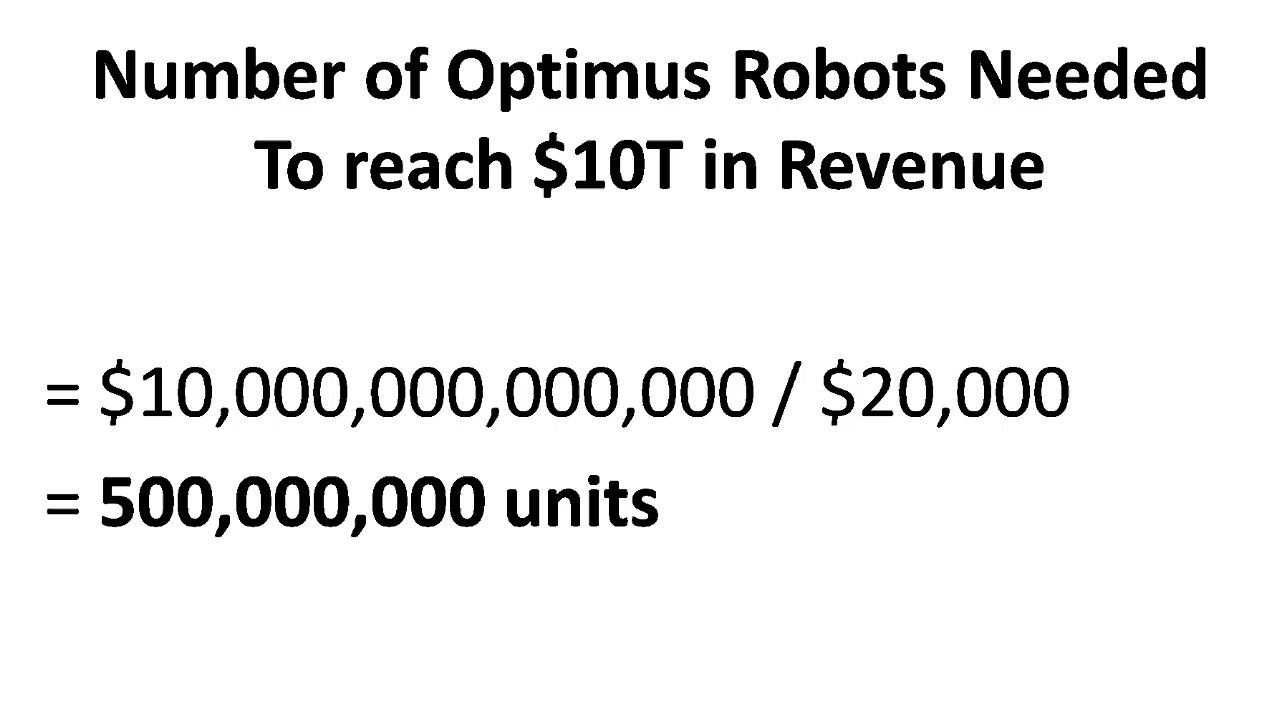 Number of Optimus Robots Needed
To reach $10T in Revenue
= $10,000,000,000,000 / $20,000
= 500,000,000 units